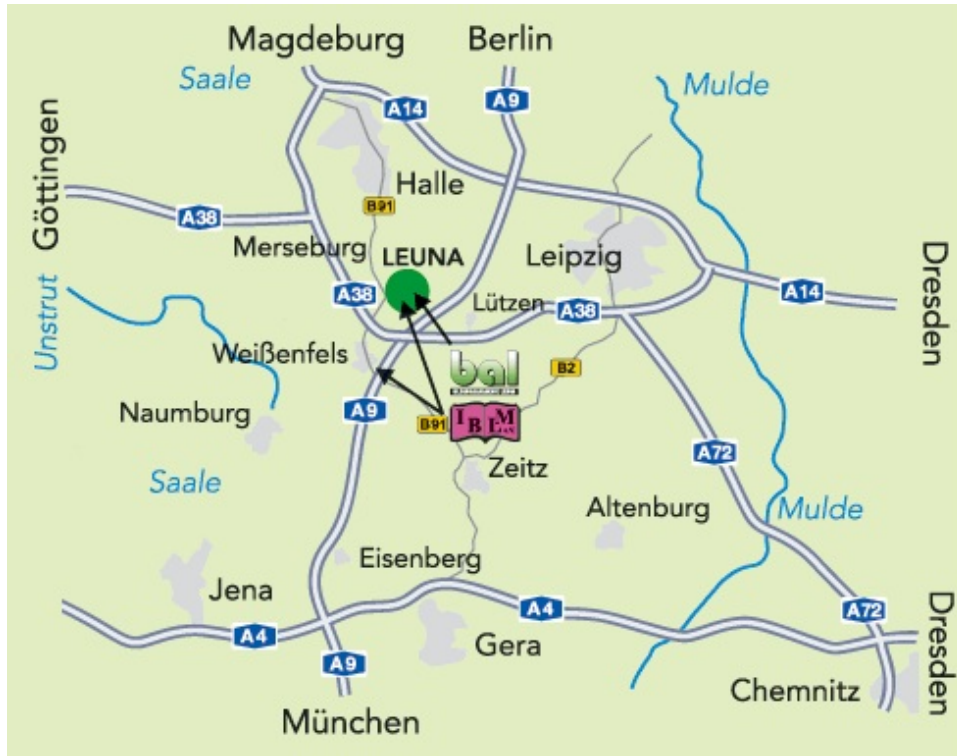 Magdeburg
Berlin
Saale
Mulde
A9
A14
Göttingen
Halle
B91
A38
Merseburg
LEUNA
Leipzig
Dresden
A38
Lützen
A38
A14
Unstrut
Weißenfels
bal
B2
Naumburg
A9
B91
IBLM
A72
Zeitz
Saale
Altenburg
Mulde
Eisenberg
Jena
A4
A4
A72
Dresden
Gera
A9
Chemnitz
München